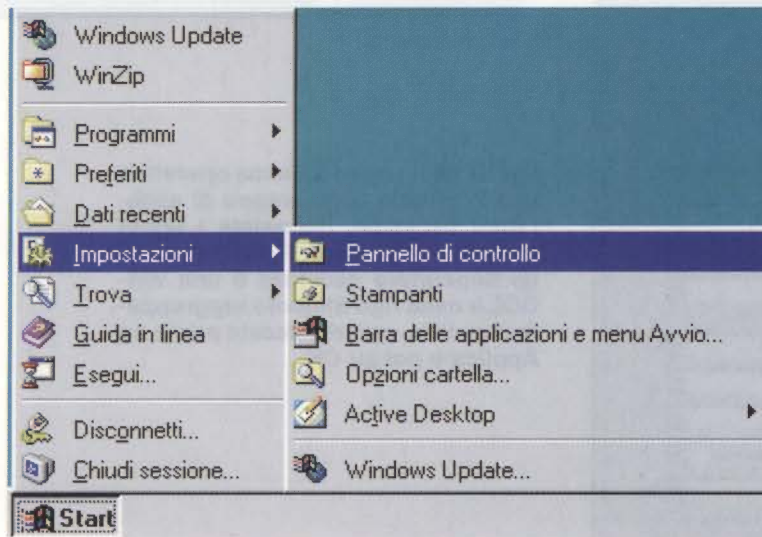 Windows Update
WinZip
Programmi
Preferiti
Dati recenti
Impostazioni
Trova
Guida in linea
Esegui...
Disconnetti...
Chiudi sessione...
Pannello di controllo
Stampanti
Barra delle applicazioni e menu Avvio...
Opzioni cartella...
Active Desktop
Windows Update...
Start